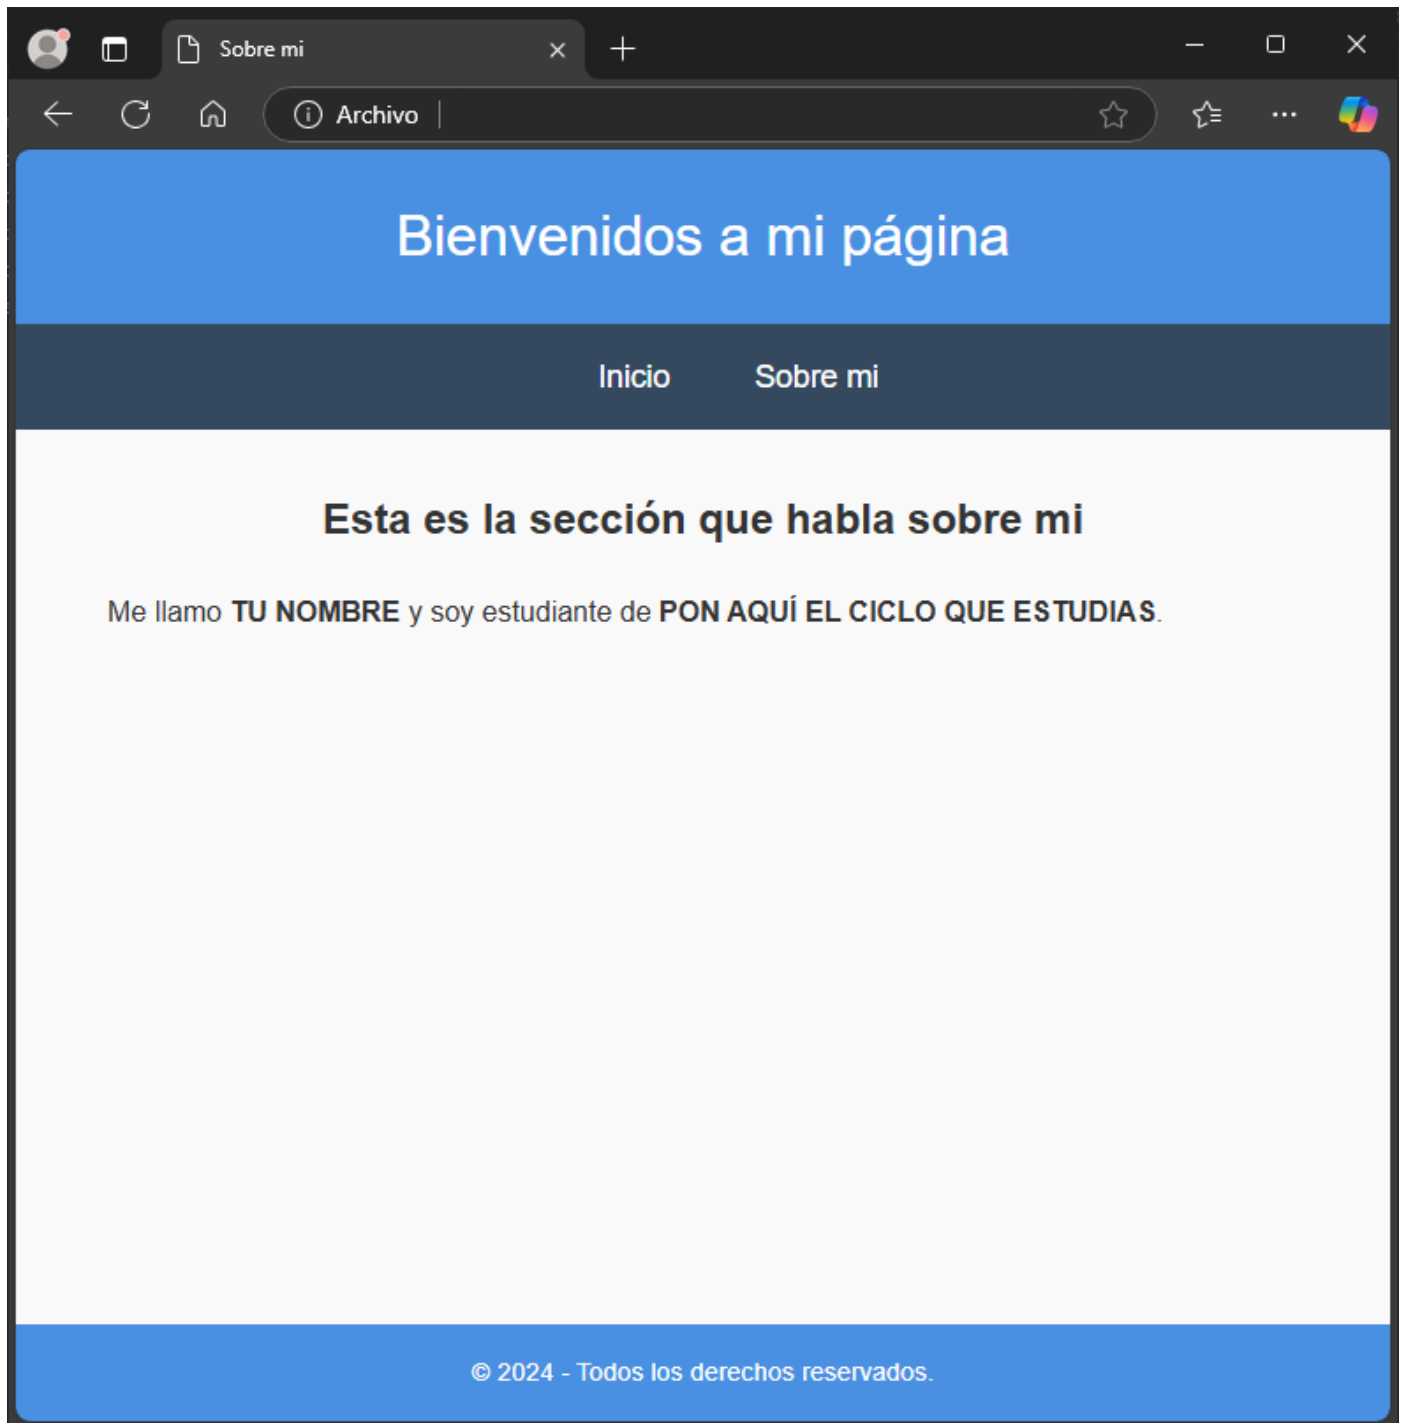 Sobre mi
Archivo
Bienvenidos a mi página
Inicio Sobre mi
Esta es la sección que habla sobre mi
Me llamo TU NOMBRE y soy estudiante de PON AQUÍ EL CICLO QUE ESTUDIAS.
© 2024 - Todos los derechos reservados.